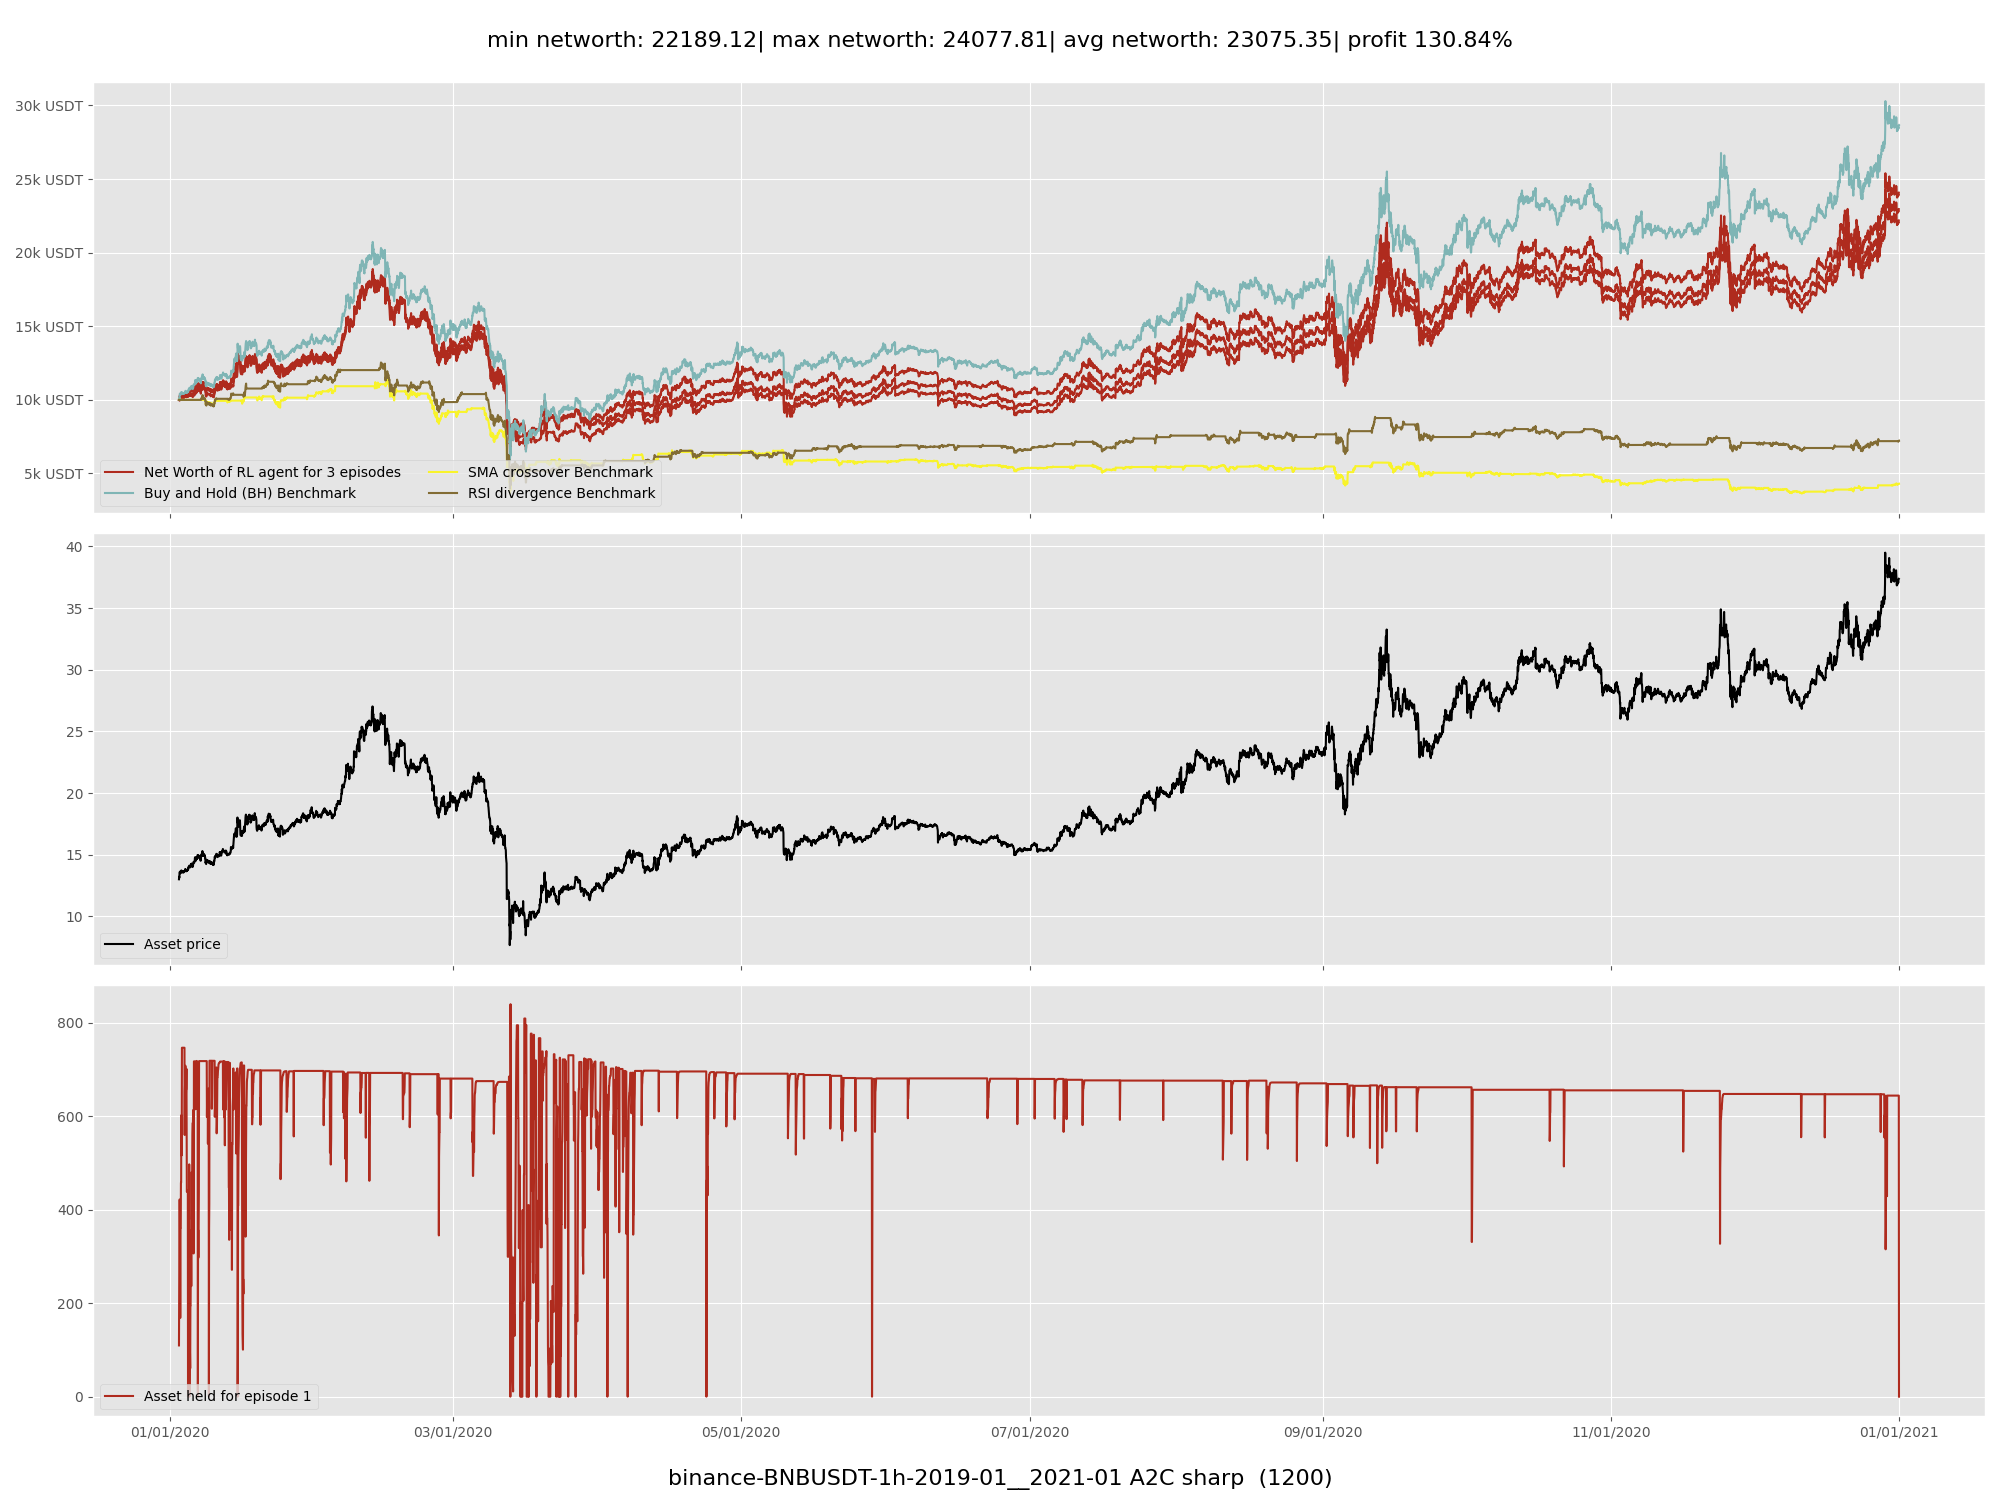 min networth: 22189.12| max networth: 24077.81| avg networth: 23075.35| profit 130.84%
30k USDT
25k USDT
20k USDT
15k USDT
10k USDT
5k USDT
Net Worth of RL agent for 3 episodes
Buy and Hold (BH) Benchmark
SMA crossover Benchmark
RSI divergence Benchmark
40
35
30
25
20
15
10
Asset price
800
600
400
200
0
Asset held for episode 1
01/01/2020 03/01/2020 05/01/2020 07/01/2020 09/01/2020 11/01/2020 01/01/2021
binance-BNBUSDT-1h-2019-01__2021-01 A2C sharp (1200)